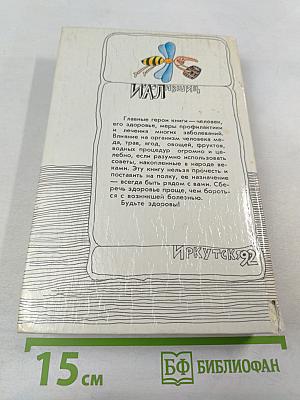 Главные герои книги — человек,
его здоровье, меры профилактики
и лечения многих заболеваний.
Влияние на организм человека ме-
да, трав, ягод, овощей, фруктов,
водных процедур огромно и це-
лебно, если разумно использовать
советы, накопленные в народе ве-
ками. Эту книгу нельзя прочесть и
поставить на полку, ее назначение
— всегда быть рядом с вами. Сбе-
речь здоровье проще, чем бороть-
ся с возникшей болезнью.
Будьте здоровы!
ИРКУТСК 92
15 см
БФ БИБЛИОФАН